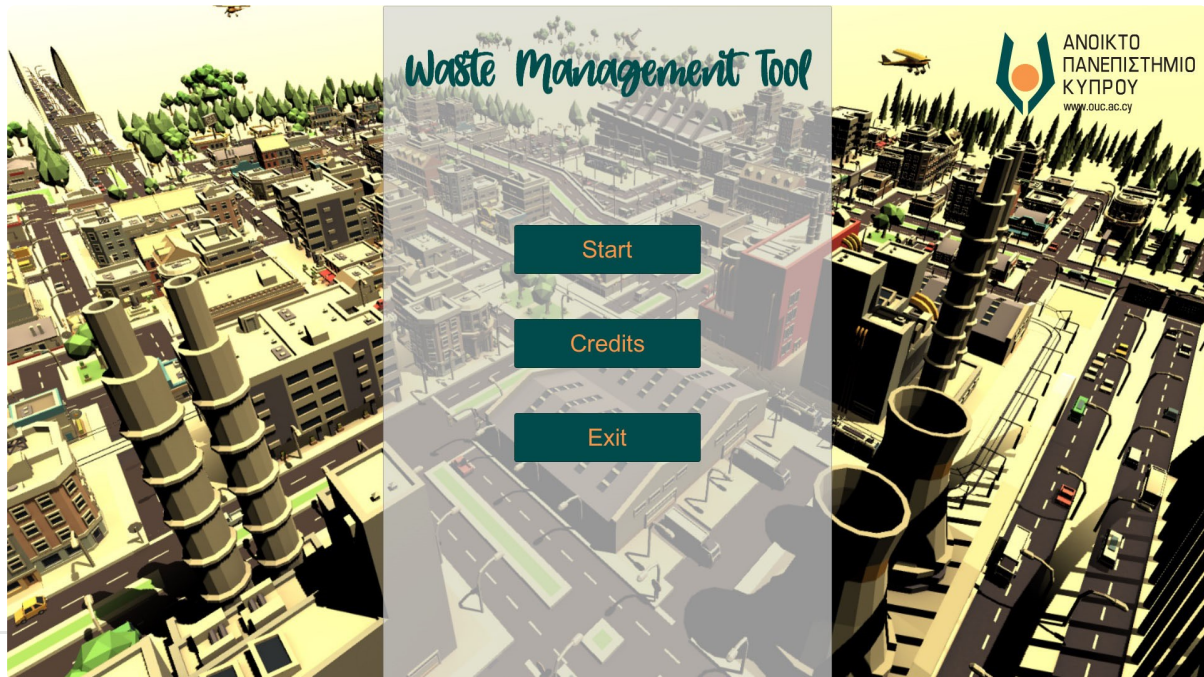 Waste Management Tool
ΑΝΟΙΚΤΟ
ΠΑΝΕΠΙΣΤΗΜΙΟ
ΚΥΠΡΟΥ
www.ouc.ac.cy
Start
Credits
Exit